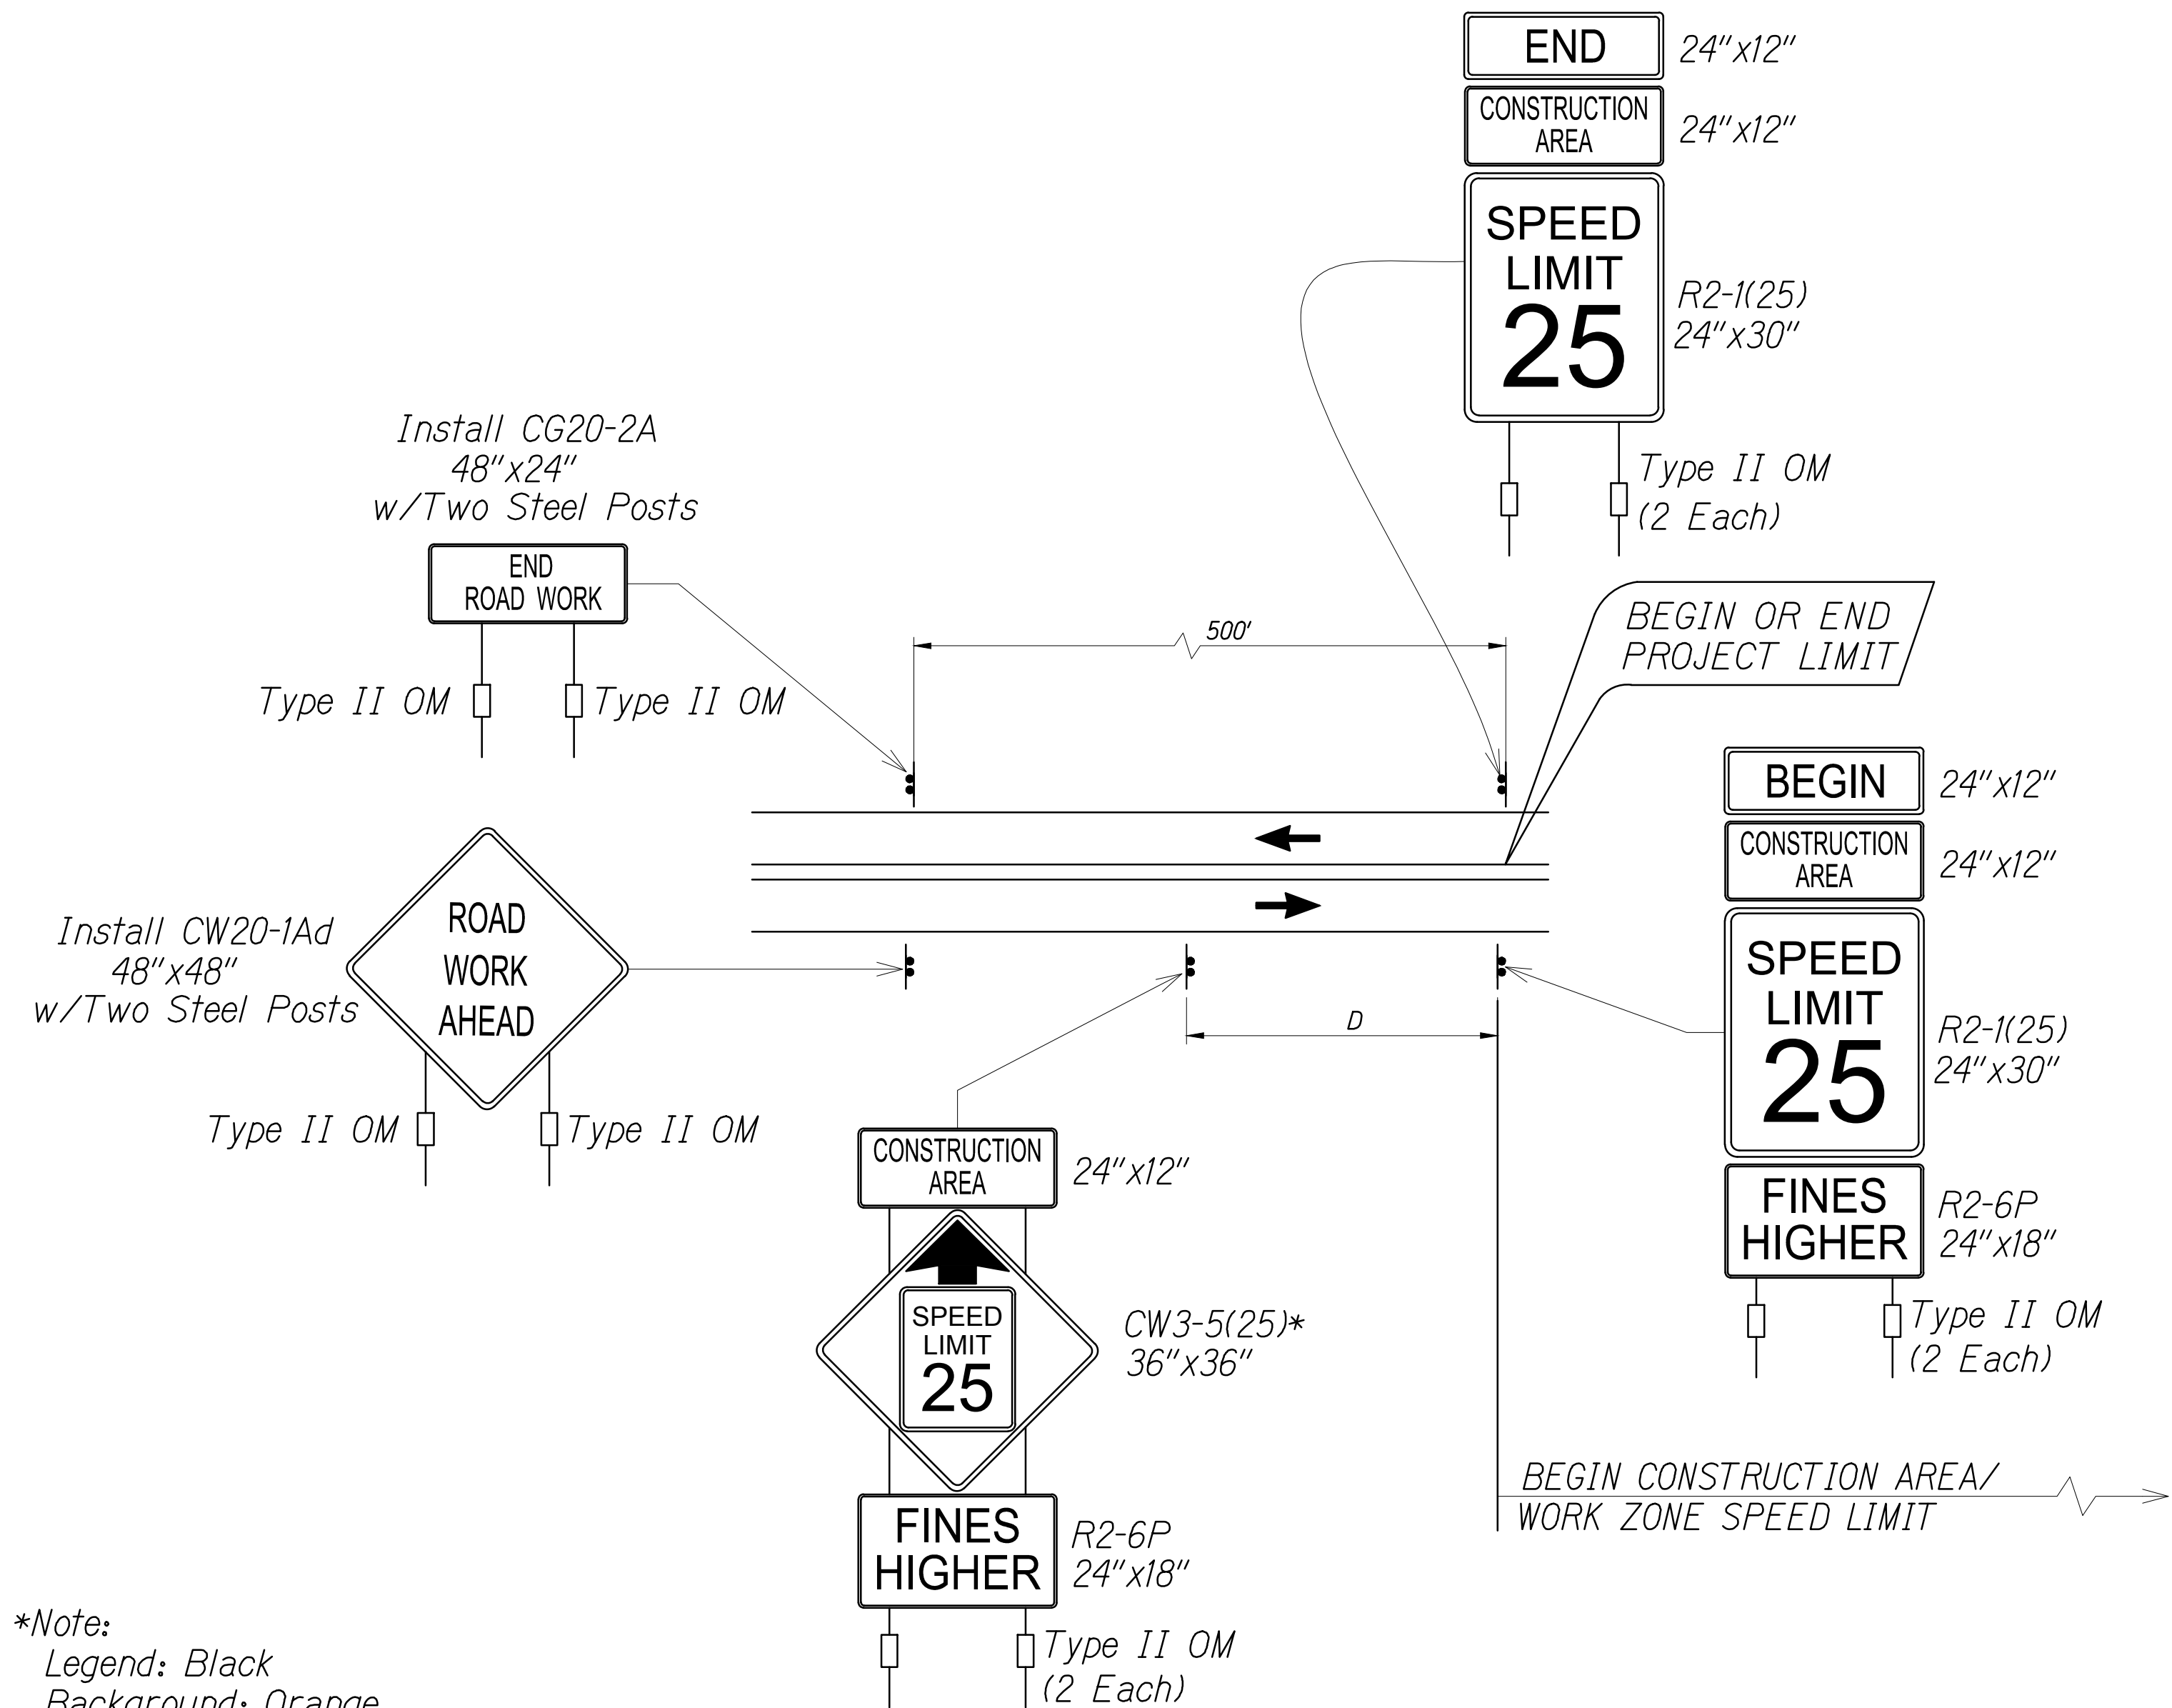 END
24"x12"
CONSTRUCTION
AREA
24"x12"
SPEED
LIMIT
25
R2-1(25)
24"x30"
Type II OM
(2 Each)
Install CG20-2A
48"x24"
w/Two Steel Posts
END
ROAD WORK
Type II OM
Type II OM
500'
BEGIN OR END
PROJECT LIMIT
BEGIN
24"x12"
CONSTRUCTION
AREA
24"x12"
SPEED
LIMIT
25
R2-1(25)
24"x30"
FINES
HIGHER
R2-6P
24"x18"
Type II OM
(2 Each)
Install CW20-1Ad
48"x48"
w/Two Steel Posts
ROAD
WORK
AHEAD
Type II OM
Type II OM
D
CONSTRUCTION
AREA
24"x12"
SPEED
LIMIT
25
CW3-5(25)*
36"x36"
FINES
HIGHER
R2-6P
24"x18"
Type II OM
(2 Each)
BEGIN CONSTRUCTION AREA/
WORK ZONE SPEED LIMIT
*Note:
Legend: Black
Background: Orange